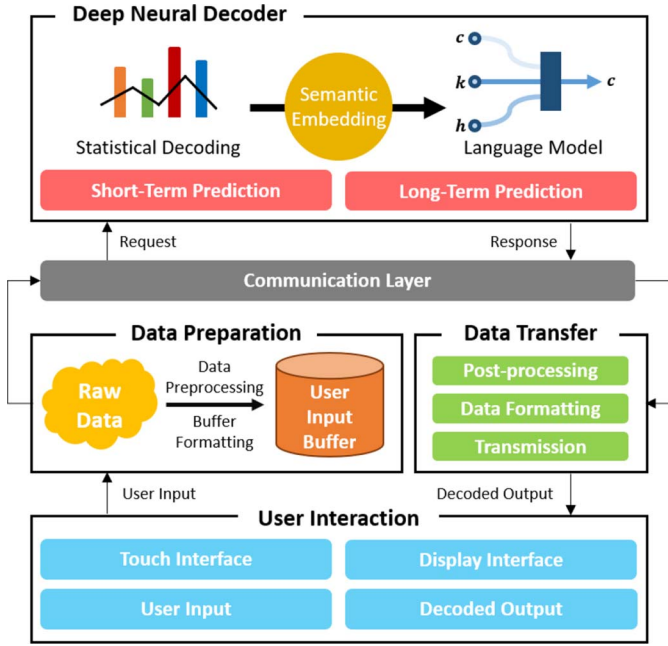 Deep Neural Decoder
Statistical Decoding
Semantic
Embedding
c
k
h
c
Language Model
Short-Term Prediction
Long-Term Prediction
Request
Response
Communication Layer
Data Preparation
Raw
Data
Data
Preprocessing
Buffer
Formatting
User
Input
Buffer
Data Transfer
Post-processing
Data Formatting
Transmission
User Input
Decoded Output
User Interaction
Touch Interface
Display Interface
User Input
Decoded Output